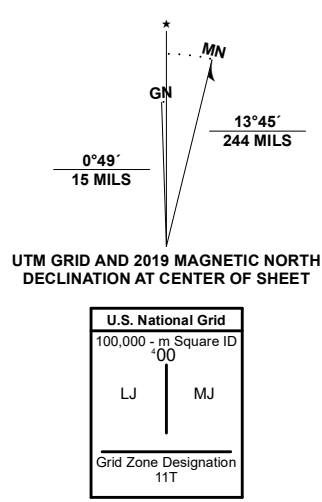 ★
MN
GN
13°45´
244 MILS
0°49´
15 MILS
UTM GRID AND 2019 MAGNETIC NORTH
DECLINATION AT CENTER OF SHEET
U.S. National Grid
100,000 - m Square ID
⁴00
LJ MJ
Grid Zone Designation
11T